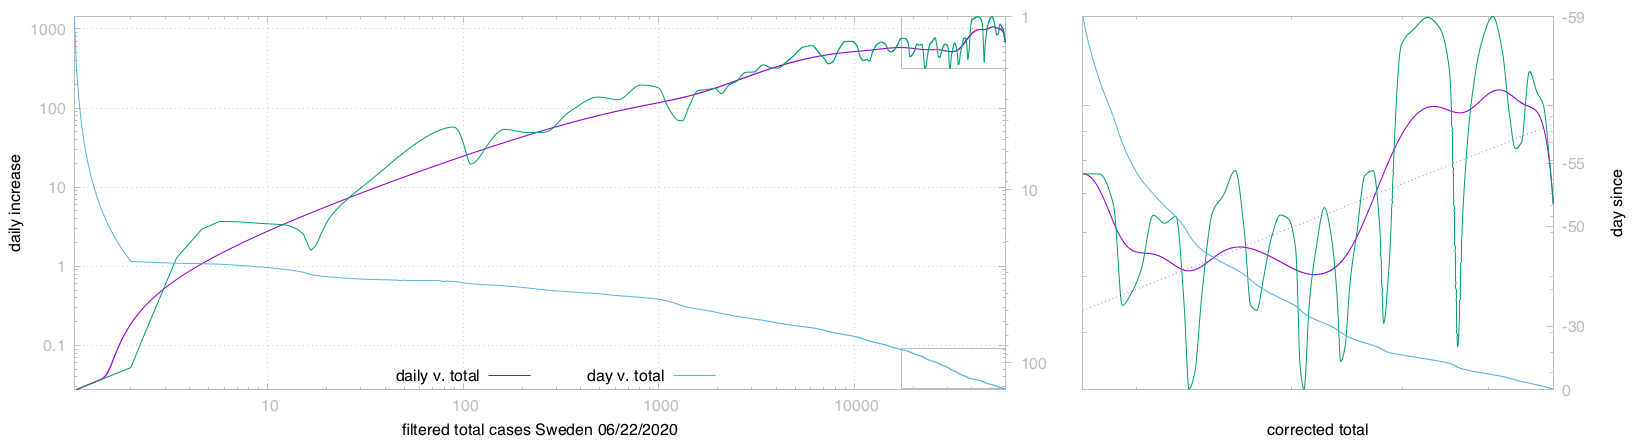 1000
100
10
1
0.1
daily increase
10
100
1000
10000
filtered total cases Sweden 06/22/2020
daily v. total
day v. total
1
10
100
-59
-55
-50
-30
0
day since
corrected total